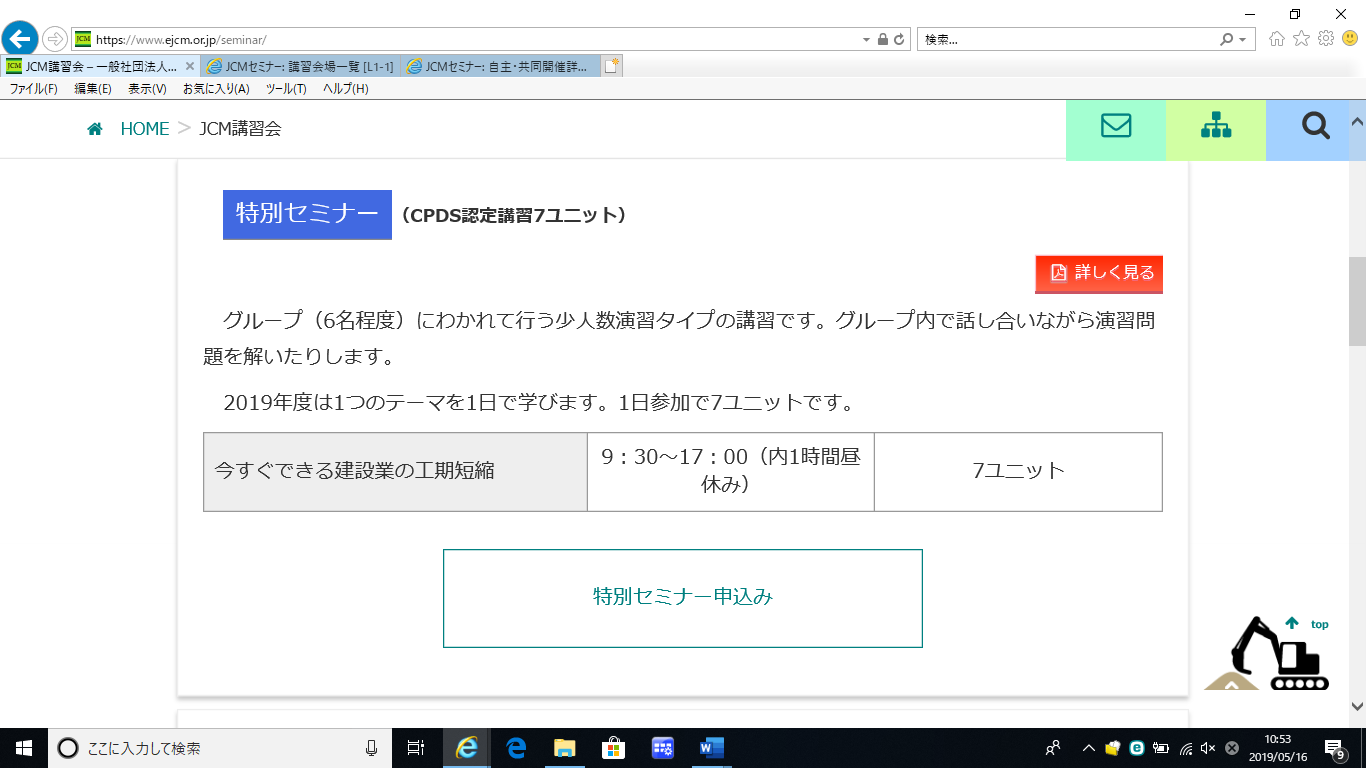 https://www.ejcm.or.jp/seminar/
検索...
JCM講習会 – 一般社団法人...
JCMセミナー: 講習会場一覧 [L1-1]
JCMセミナー: 自主・共同開催詳...
ファイル(F) 編集(E) 表示(V) お気に入り(A) ツール(T) ヘルプ(H)
HOME > JCM講習会
特別セミナー (CPDS認定講習7ユニット)
詳しく見る
グループ（6名程度）にわかれて行う少人数演習タイプの講習です。グループ内で話し合いながら演習問
題を解いたりします。
2019年度は1つのテーマを1日で学びます。1日参加で7ユニットです。
今すぐできる建設業の工期短縮
9：30～17：00（内1時間昼
休み）
7ユニット
特別セミナー申込み
top
ここに入力して検索
10:53
2019/05/16
9